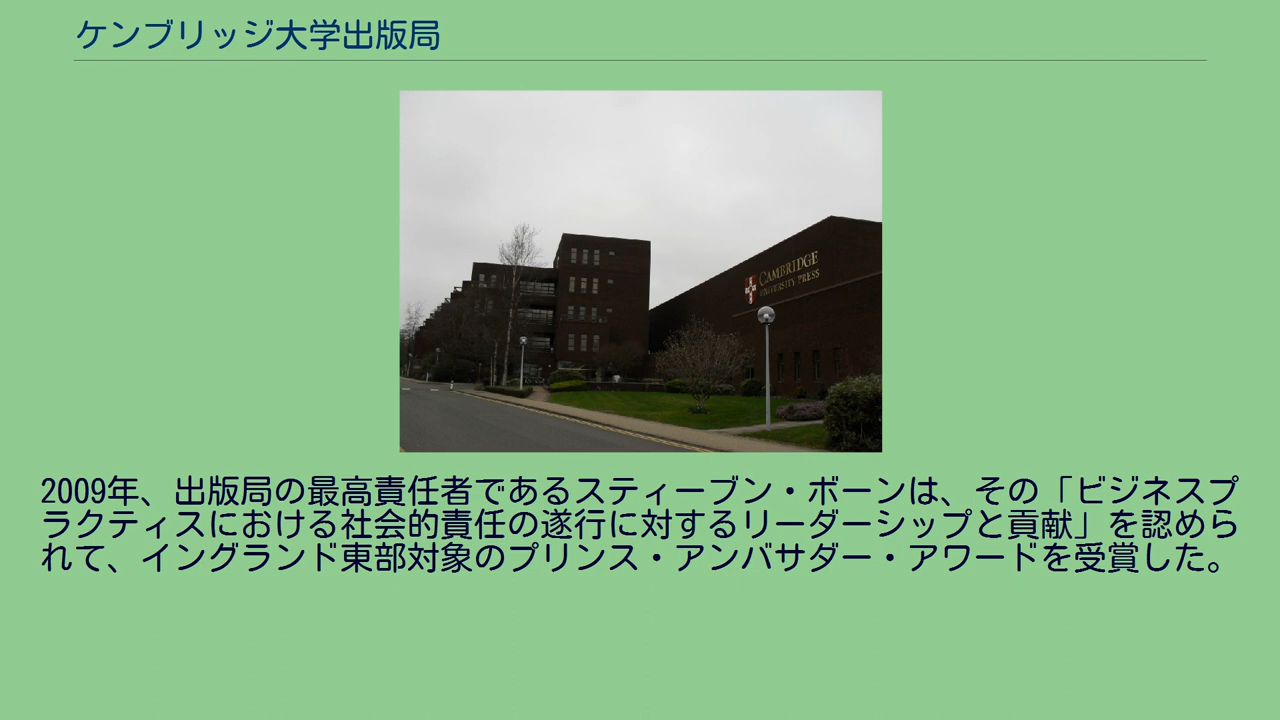 ケンブリッジ大学出版局
CAMBRIDGE
UNIVERSITY PRESS
2009年、出版局の最高責任者であるスティーブン・ボーンは、その「ビジネスプ
ラクティスにおける社会的責任の遂行に対するリーダーシップと貢献」を認めら
れて、イングランド東部対象のプリンス・アンバサダー・アワードを受賞した。